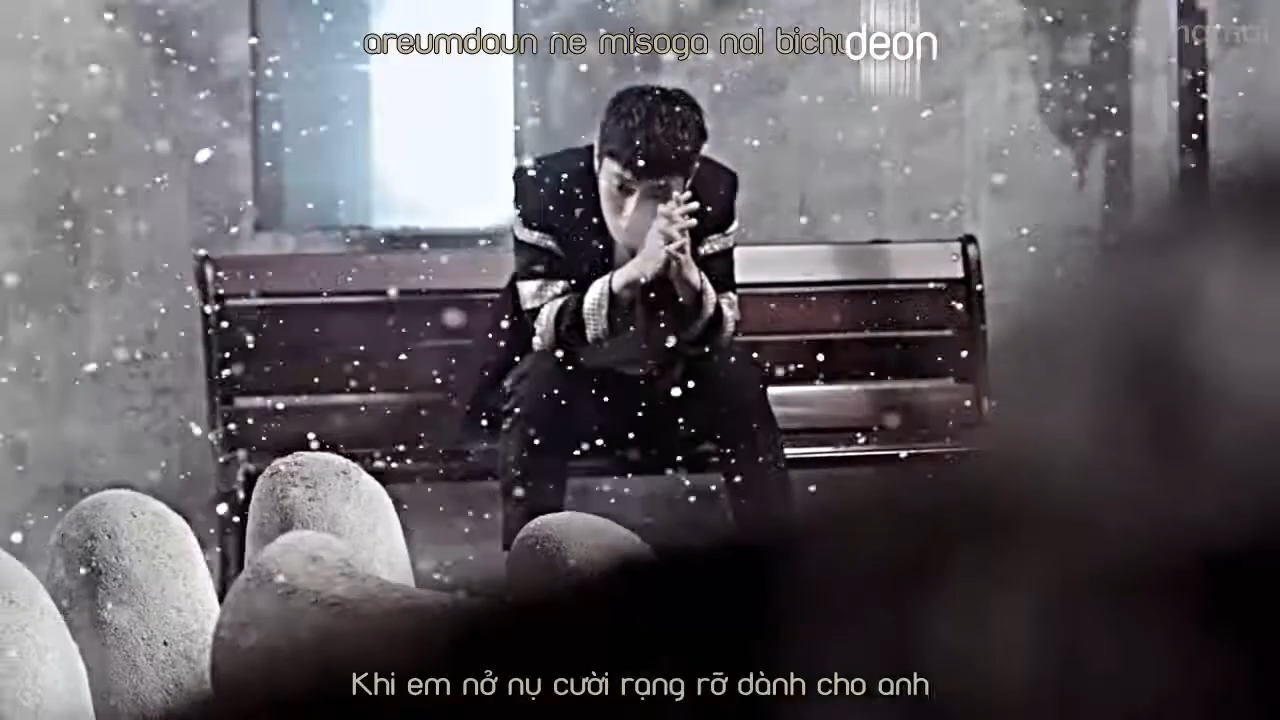 areumdaun ne misoga nal bichudeon
Khi em nở nụ cười rạng rỡ dành cho anh